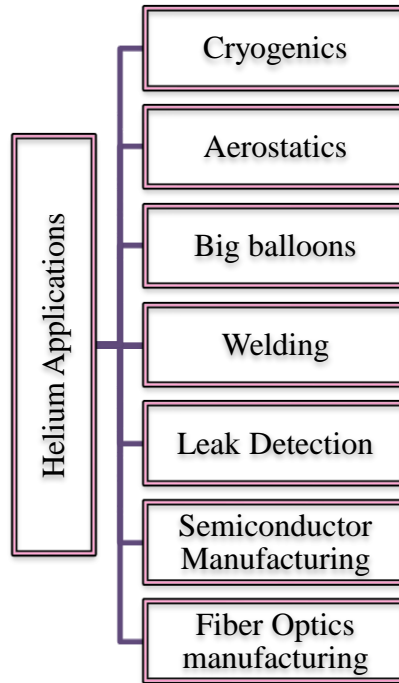 Helium Applications
Cryogenics
Aerostatics
Big balloons
Welding
Leak Detection
Semiconductor
Manufacturing
Fiber Optics
manufacturing